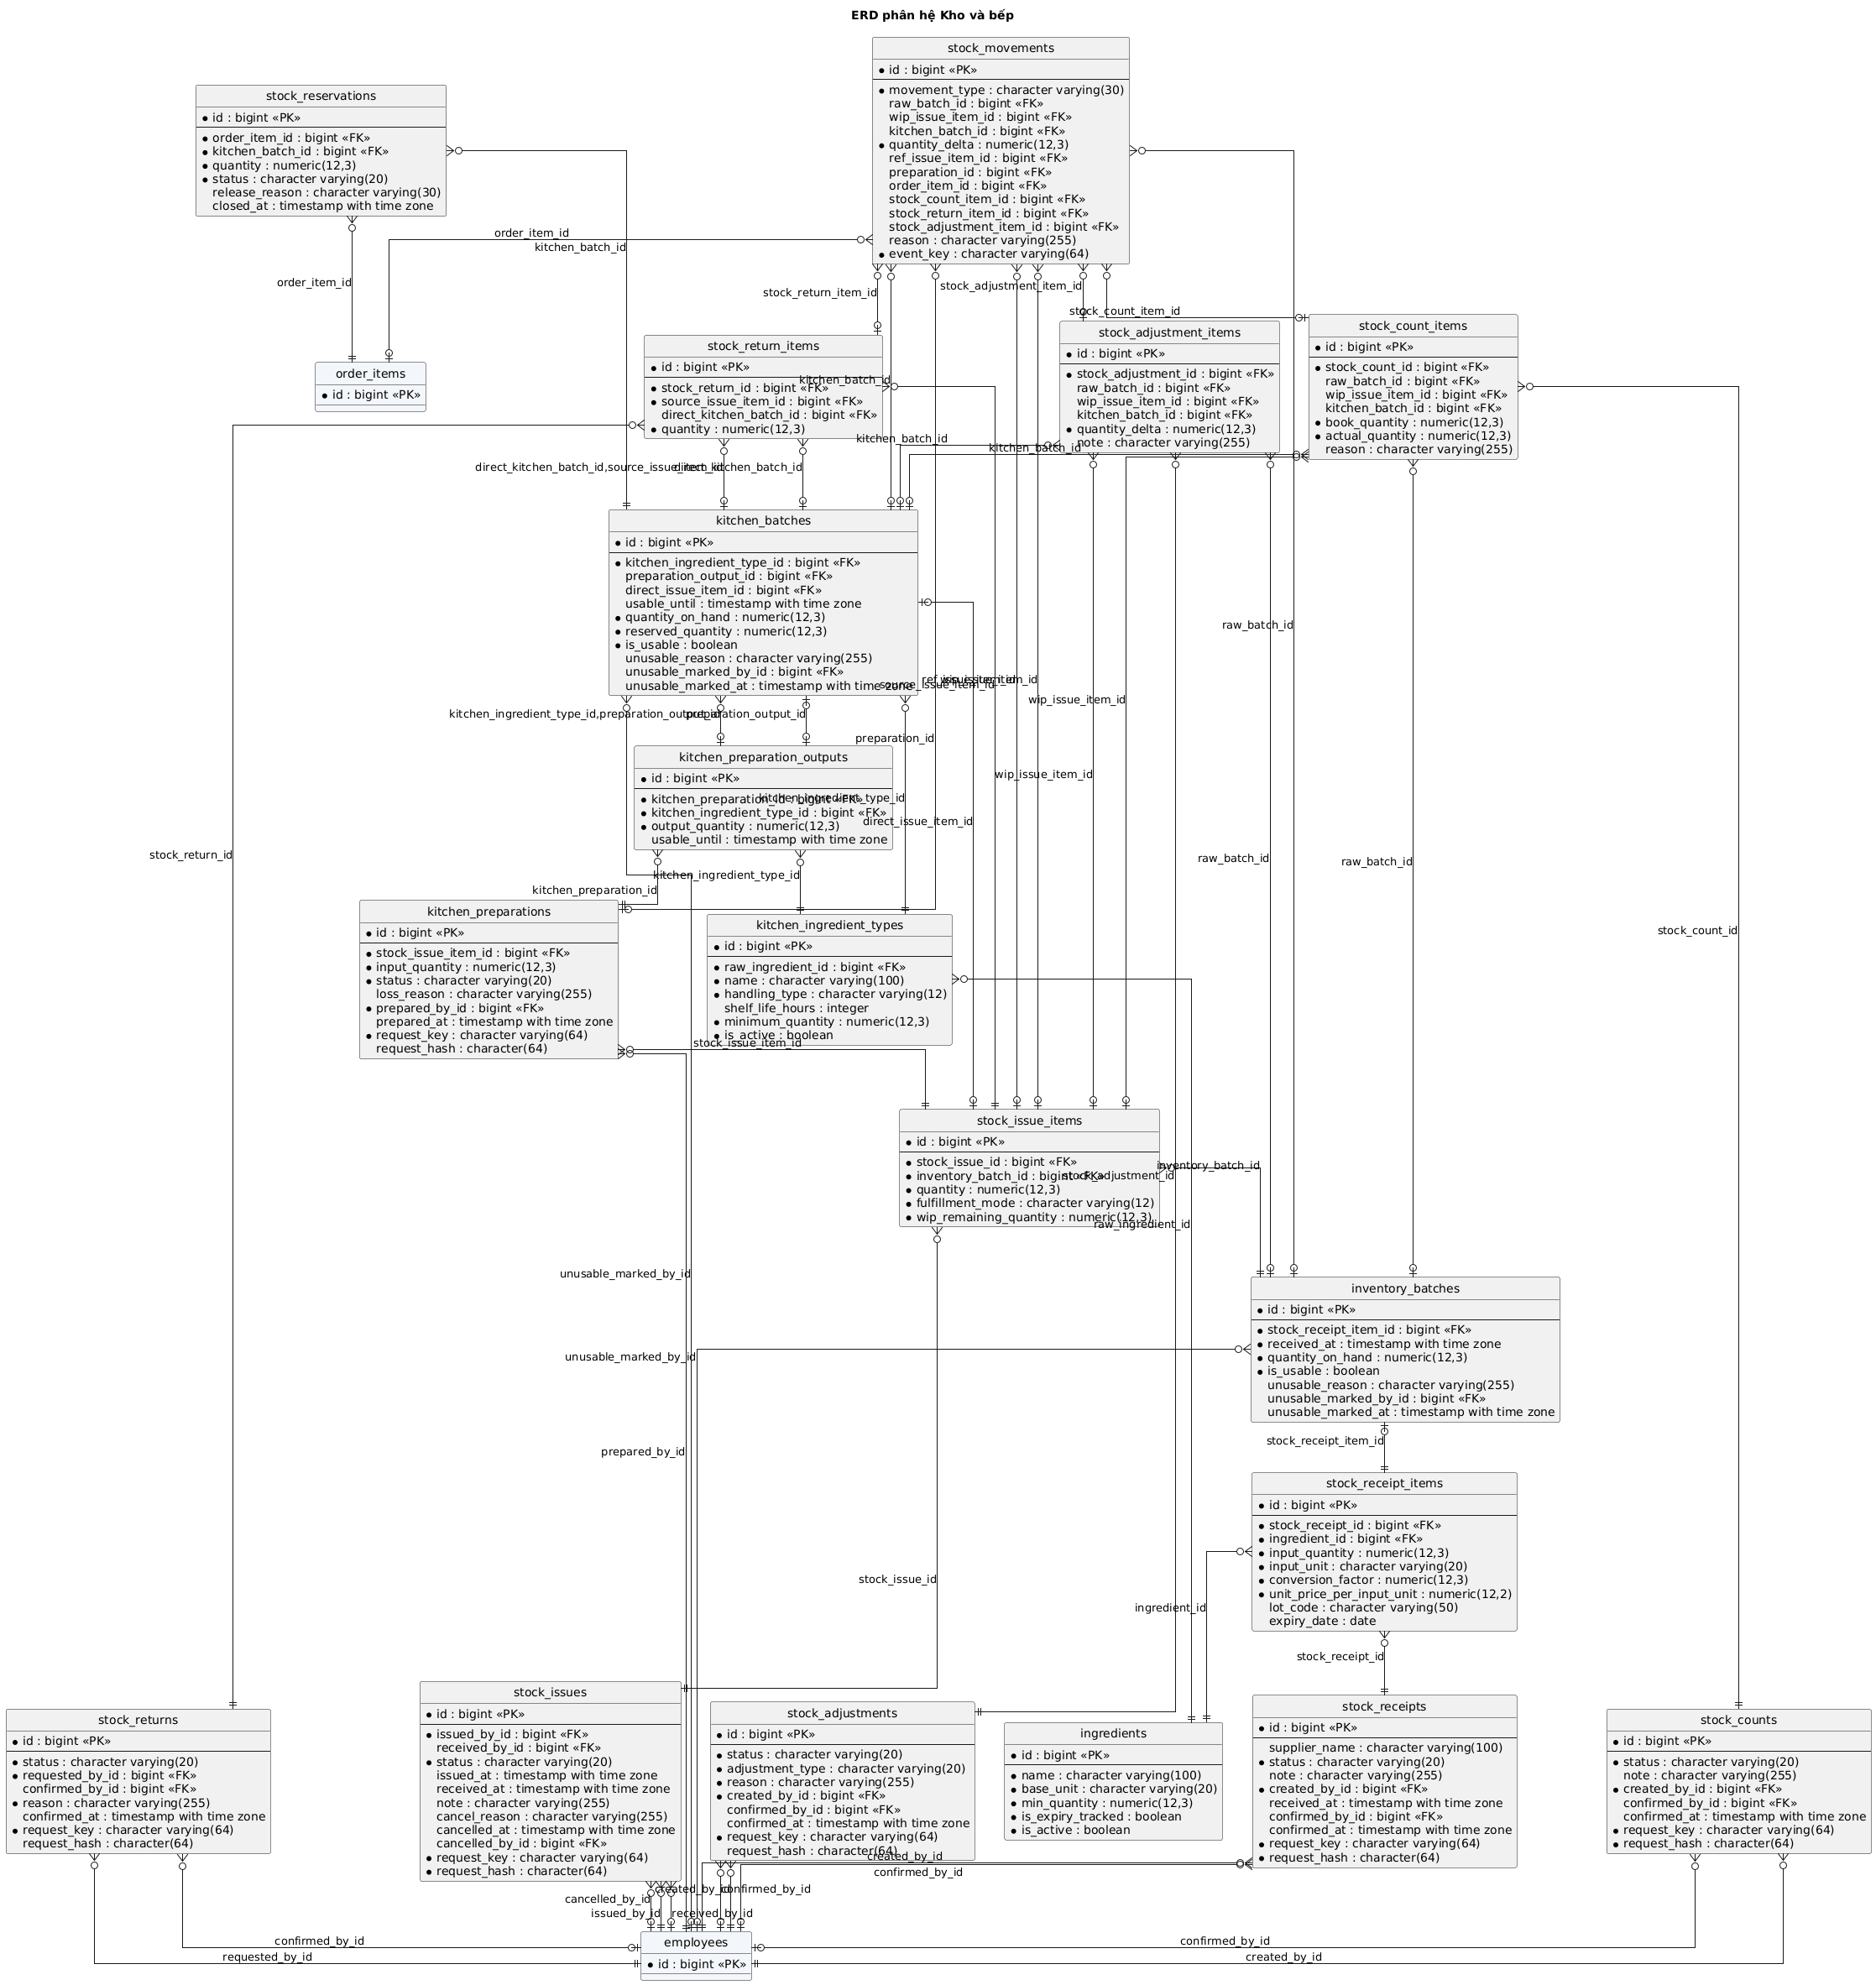 ERD phân hệ Kho và bếp
stock_movements
id : bigint «PK»
movement_type : character varying(30)
raw_batch_id : bigint «FK»
wip_issue_item_id : bigint «FK»
kitchen_batch_id : bigint «FK»
quantity_delta : numeric(12,3)
ref_issue_item_id : bigint «FK»
preparation_id : bigint «FK»
order_item_id : bigint «FK»
stock_count_item_id : bigint «FK»
stock_return_item_id : bigint «FK»
stock_adjustment_item_id : bigint «FK»
reason : character varying(255)
event_key : character varying(64)
stock_reservations
id : bigint «PK»
order_item_id : bigint «FK»
kitchen_batch_id : bigint «FK»
quantity : numeric(12,3)
status : character varying(20)
release_reason : character varying(30)
closed_at : timestamp with time zone
order_item_id
kitchen_batch_id
order_item_id
stock_return_item_id
stock_adjustment_item_id
stock_count_item_id
order_items
id : bigint «PK»
stock_return_items
id : bigint «PK»
stock_return_id : bigint «FK»
source_issue_item_id : bigint «FK»
direct_kitchen_batch_id : bigint «FK»
quantity : numeric(12,3)
kitchen_batch_id
stock_adjustment_items
id : bigint «PK»
stock_adjustment_id : bigint «FK»
raw_batch_id : bigint «FK»
wip_issue_item_id : bigint «FK»
kitchen_batch_id : bigint «FK»
quantity_delta : numeric(12,3)
note : character varying(255)
stock_count_items
id : bigint «PK»
stock_count_id : bigint «FK»
raw_batch_id : bigint «FK»
wip_issue_item_id : bigint «FK»
kitchen_batch_id : bigint «FK»
book_quantity : numeric(12,3)
actual_quantity : numeric(12,3)
reason : character varying(255)
kitchen_batch_id
kitchen_batch_id
direct_kitchen_batch_id,source_issue_item_id
direct_kitchen_batch_id
kitchen_batches
id : bigint «PK»
kitchen_ingredient_type_id : bigint «FK»
preparation_output_id : bigint «FK»
direct_issue_item_id : bigint «FK»
usable_until : timestamp with time zone
quantity_on_hand : numeric(12,3)
reserved_quantity : numeric(12,3)
is_usable : boolean
unusable_reason : character varying(255)
unusable_marked_by_id : bigint «FK»
unusable_marked_at : timestamp with time zone
raw_batch_id
source_issue_item_id
ref_issue_item_id
wip_issue_item_id
wip_issue_item_id
kitchen_ingredient_type_id,preparation_output_id
preparation_output_id
preparation_id
wip_issue_item_id
kitchen_preparation_outputs
id : bigint «PK»
kitchen_preparation_id : bigint «FK»
kitchen_ingredient_type_id : bigint «FK»
output_quantity : numeric(12,3)
usable_until : timestamp with time zone
kitchen_ingredient_type_id
direct_issue_item_id
stock_return_id
raw_batch_id
raw_batch_id
kitchen_ingredient_type_id
kitchen_preparation_id
stock_count_id
kitchen_preparations
id : bigint «PK»
stock_issue_item_id : bigint «FK»
input_quantity : numeric(12,3)
status : character varying(20)
loss_reason : character varying(255)
prepared_by_id : bigint «FK»
prepared_at : timestamp with time zone
request_key : character varying(64)
request_hash : character(64)
kitchen_ingredient_types
id : bigint «PK»
raw_ingredient_id : bigint «FK»
name : character varying(100)
handling_type : character varying(12)
shelf_life_hours : integer
minimum_quantity : numeric(12,3)
is_active : boolean
stock_issue_item_id
stock_issue_items
id : bigint «PK»
stock_issue_id : bigint «FK»
inventory_batch_id : bigint «FK»
quantity : numeric(12,3)
fulfillment_mode : character varying(12)
wip_remaining_quantity : numeric(12,3)
inventory_batch_id
stock_adjustment_id
raw_ingredient_id
unusable_marked_by_id
inventory_batches
id : bigint «PK»
stock_receipt_item_id : bigint «FK»
received_at : timestamp with time zone
quantity_on_hand : numeric(12,3)
is_usable : boolean
unusable_reason : character varying(255)
unusable_marked_by_id : bigint «FK»
unusable_marked_at : timestamp with time zone
unusable_marked_by_id
stock_receipt_item_id
prepared_by_id
stock_receipt_items
id : bigint «PK»
stock_receipt_id : bigint «FK»
ingredient_id : bigint «FK»
input_quantity : numeric(12,3)
input_unit : character varying(20)
conversion_factor : numeric(12,3)
unit_price_per_input_unit : numeric(12,2)
lot_code : character varying(50)
expiry_date : date
stock_issue_id
ingredient_id
stock_receipt_id
stock_returns
id : bigint «PK»
status : character varying(20)
requested_by_id : bigint «FK»
confirmed_by_id : bigint «FK»
reason : character varying(255)
confirmed_at : timestamp with time zone
request_key : character varying(64)
request_hash : character(64)
stock_issues
id : bigint «PK»
issued_by_id : bigint «FK»
received_by_id : bigint «FK»
status : character varying(20)
issued_at : timestamp with time zone
received_at : timestamp with time zone
note : character varying(255)
cancel_reason : character varying(255)
cancelled_at : timestamp with time zone
cancelled_by_id : bigint «FK»
request_key : character varying(64)
request_hash : character(64)
stock_adjustments
id : bigint «PK»
status : character varying(20)
adjustment_type : character varying(20)
reason : character varying(255)
created_by_id : bigint «FK»
confirmed_by_id : bigint «FK»
confirmed_at : timestamp with time zone
request_key : character varying(64)
request_hash : character(64)
ingredients
id : bigint «PK»
name : character varying(100)
base_unit : character varying(20)
min_quantity : numeric(12,3)
is_expiry_tracked : boolean
is_active : boolean
stock_receipts
id : bigint «PK»
supplier_name : character varying(100)
status : character varying(20)
note : character varying(255)
created_by_id : bigint «FK»
received_at : timestamp with time zone
confirmed_by_id : bigint «FK»
confirmed_at : timestamp with time zone
request_key : character varying(64)
request_hash : character(64)
stock_counts
id : bigint «PK»
status : character varying(20)
note : character varying(255)
created_by_id : bigint «FK»
confirmed_by_id : bigint «FK»
confirmed_at : timestamp with time zone
request_key : character varying(64)
request_hash : character(64)
created_by_id
confirmed_by_id
created_by_id
confirmed_by_id
cancelled_by_id
issued_by_id
received_by_id
employees
id : bigint «PK»
confirmed_by_id
requested_by_id
confirmed_by_id
created_by_id